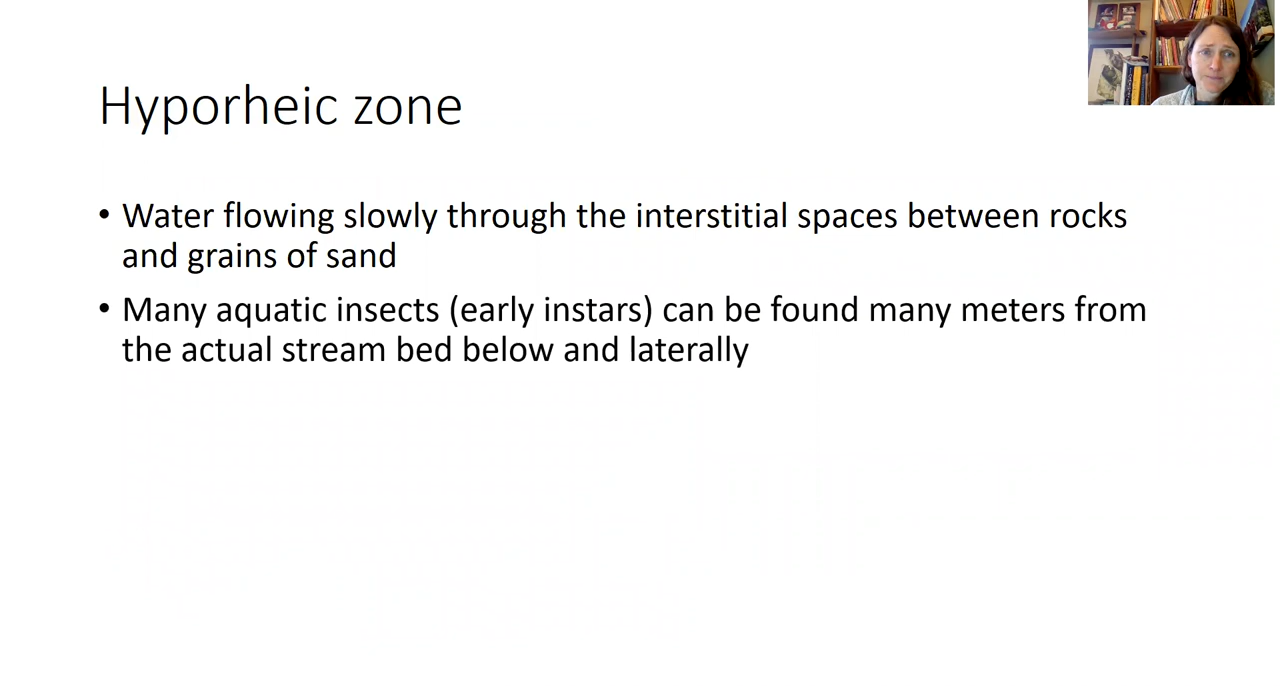 Hyporheic zone
• Water flowing slowly through the interstitial spaces between rocks
and grains of sand
• Many aquatic insects (early instars) can be found many meters from
the actual stream bed below and laterally